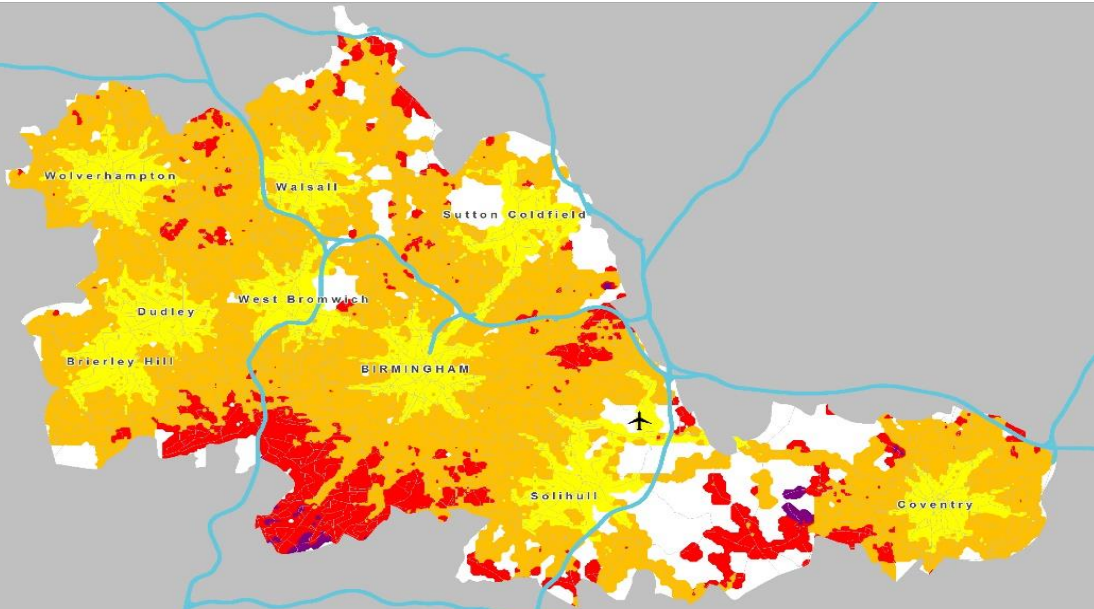 Wolverhampton
Walsall
Sutton Coldfield
West Bromwich
Dudley
Brierley Hill
BIRMINGHAM
Solihull
Coventry